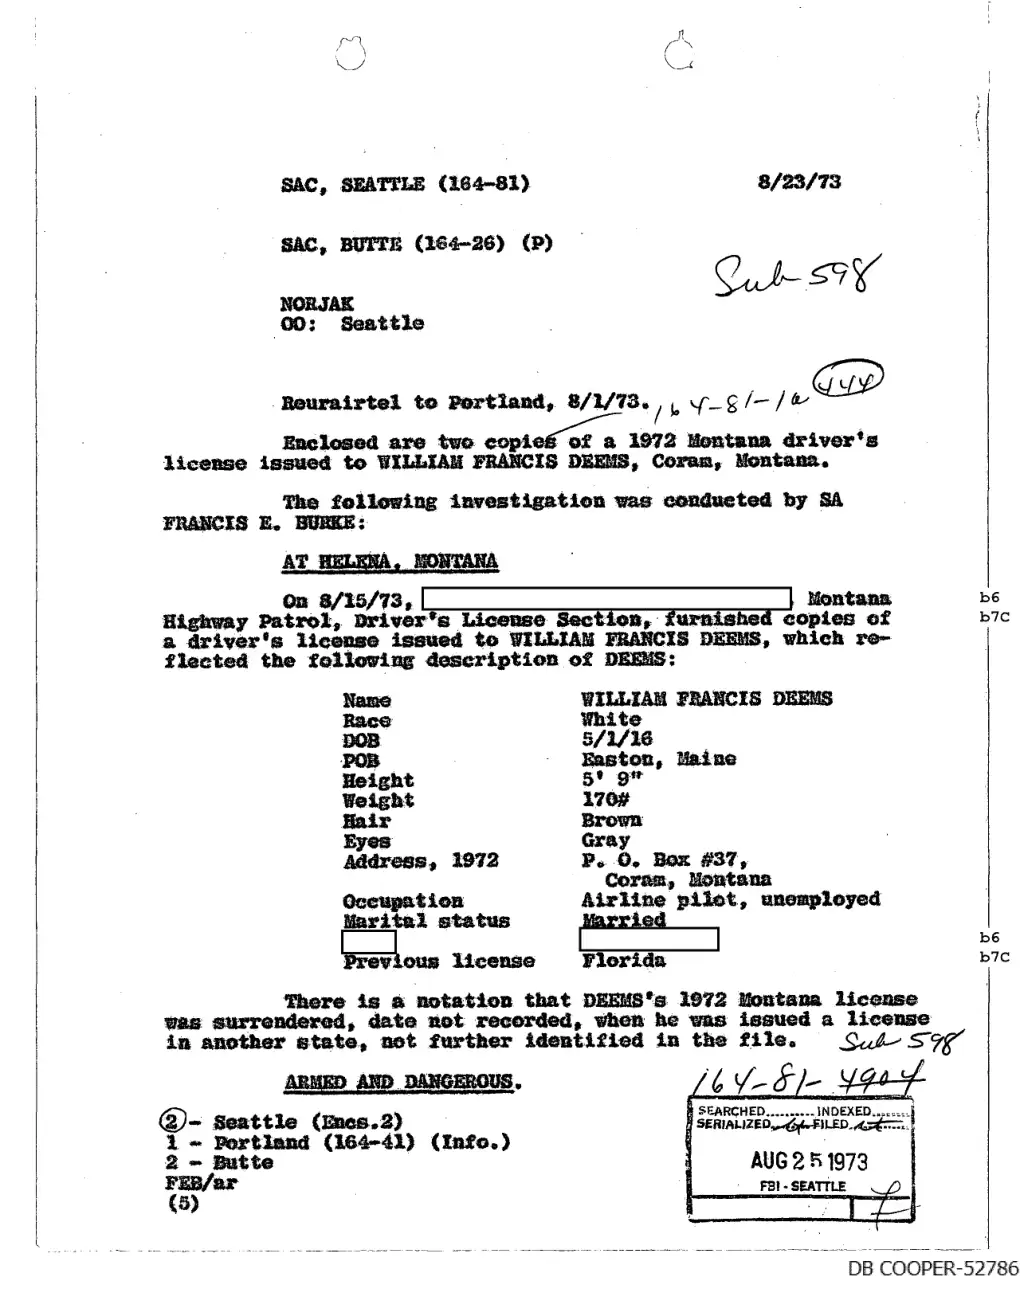 SAC, SEATTLE (164-81) 8/23/73
SAC, BUTTE (164-26) (P)
Sub 598
NORJAK
OO: Seattle
444
Reurairtel to Portland, 8/1/73. 164-81-1a
Enclosed are two copies of a 1972 Montana driver's
license issued to WILLIAM FRANCIS DEEMS, Coram, Montana.
The following investigation was conducted by SA
FRANCIS E. BURKE:
AT HELENA, MONTANA
On 8/15/73, , Montana b6
Highway Patrol, Driver's License Section, furnished copies of b7C
a driver's license issued to WILLIAM FRANCIS DEEMS, which re-
flected the following description of DEEMS:
Name WILLIAM FRANCIS DEEMS
Race White
DOB 5/1/16
POB Easton, Maine
Height 5' 9"
Weight 170#
Hair Brown
Eyes Gray
Address, 1972 P. O. Box #37,
Coram, Montana
Occupation Airline pilot, unemployed
Marital status Married
b6
Previous license Florida b7C
There is a notation that DEEMS's 1972 Montana license
was surrendered, date not recorded, when he was issued a license
in another state, not further identified in the file. Sub 598
ARMED AND DANGEROUS. 164-81-4904
2 - Seattle (Encs.2)
1 - Portland (164-41) (Info.)
2 - Butte
FEB/ar
(5)
SEARCHED.......... INDEXED.........
SERIALIZED FILED
AUG 25 1973
FBI - SEATTLE
DB COOPER-52786